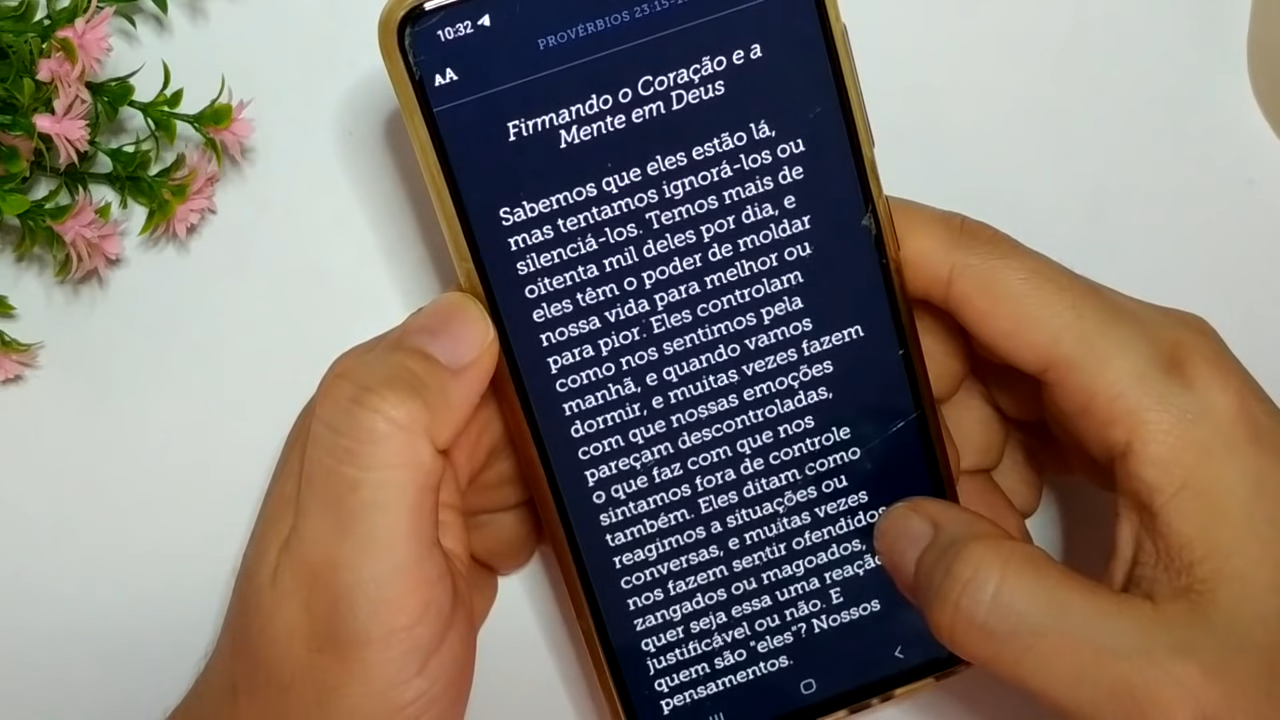 10:32
PROVÉRBIOS 23:15-1
AA
Firmando o Coração e a
Mente em Deus
Sabemos que eles estão lá,
mas tentamos ignorá-los ou
silenciá-los. Temos mais de
oitenta mil deles por dia, e
eles têm o poder de moldar
nossa vida para melhor ou
para pior. Eles controlam
como nos sentimos pela
manhã, e quando vamos
dormir, e muitas vezes fazem
com que nossas emoções
pareçam descontroladas,
o que faz com que nos
sintamos fora de controle
também. Eles ditam como
reagimos a situações ou
conversas, e muitas vezes
nos fazem sentir ofendidos
zangados ou magoados,
quer seja essa uma reação
justificável ou não. E
quem são "eles"? Nossos
pensamentos.